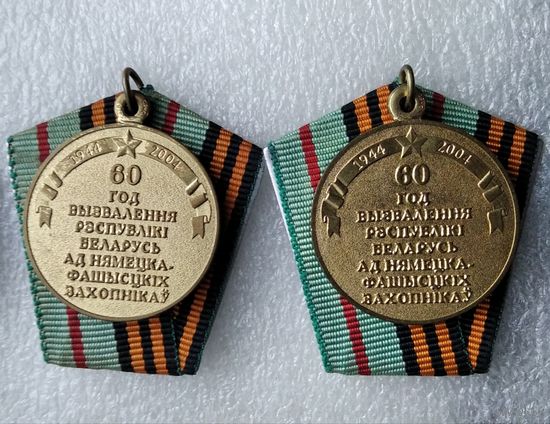 1944 2004
60
ГОД
ВЫЗВАЛЕННЯ
РЭСПУБЛІКІ
БЕЛАРУСЬ
АД НЯМЕЦКА-
ФАШЫСЦКІХ
ЗАХОПНІКАЎ
1944 2004
60
ГОД
ВЫЗВАЛЕННЯ
РЭСПУБЛІКІ
БЕЛАРУСЬ
АД НЯМЕЦКА-
ФАШЫСЦКІХ
ЗАХОПНІКАЎ